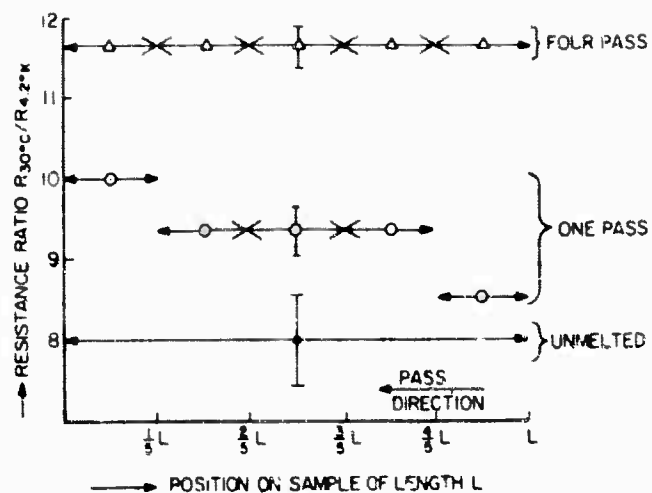 12
11
10
9
8
→ RESISTANCE RATIO R30°C/R4.2°K
} FOUR PASS
} ONE PASS
} UNMELTED
PASS
DIRECTION
1/5 L
2/5 L
3/5 L
4/5 L
L
→ POSITION ON SAMPLE OF LENGTH L